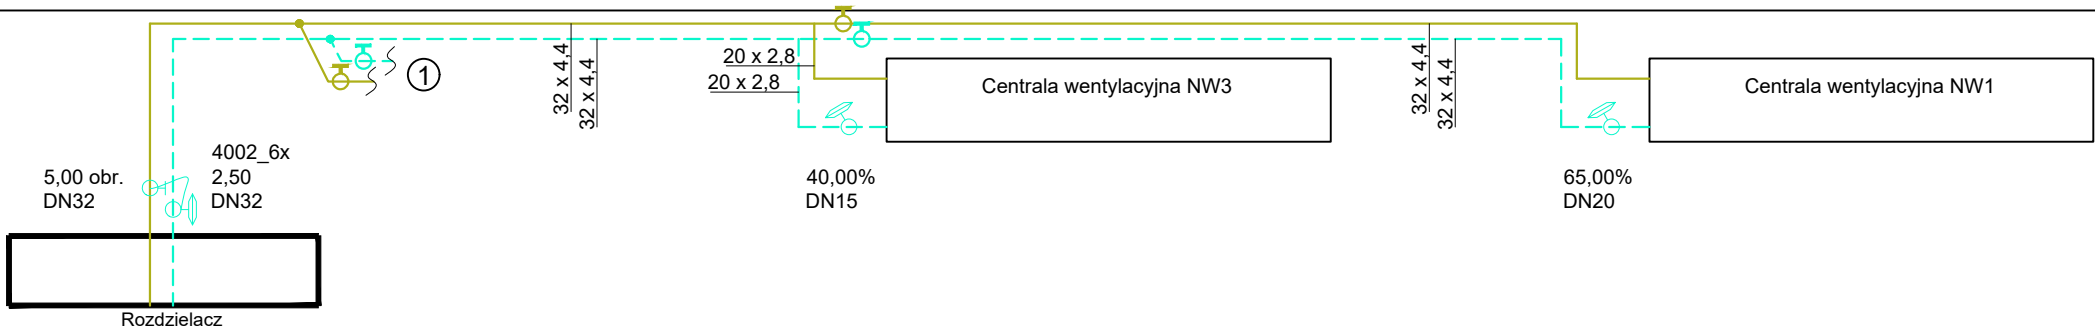 1
32 x 4,4
32 x 4,4
20 x 2,8
20 x 2,8
Centrala wentylacyjna NW3
32 x 4,4
32 x 4,4
Centrala wentylacyjna NW1
5,00 obr.
DN32
4002_6x
2,50
DN32
40,00%
DN15
65,00%
DN20
Rozdzielacz